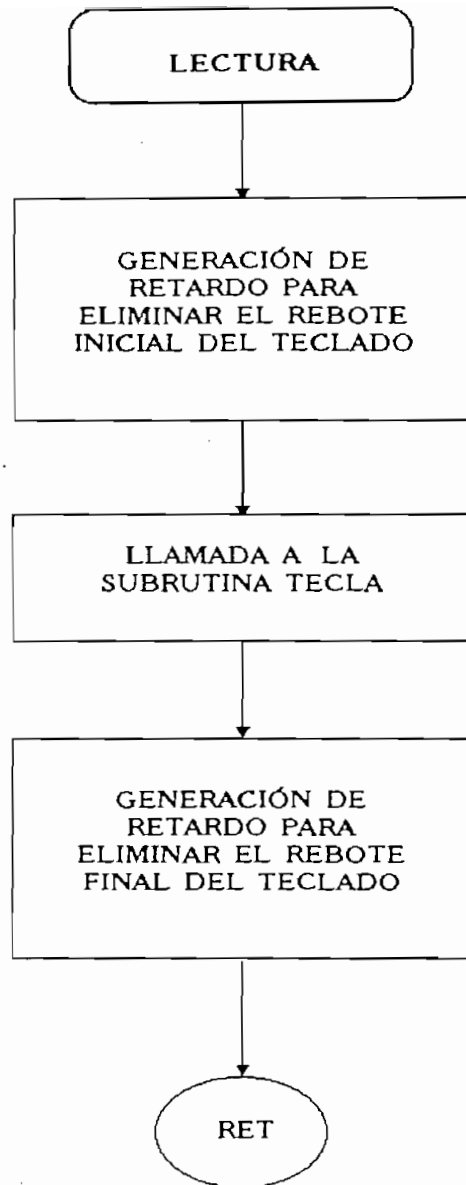 LECTURA
GENERACIÓN DE
RETARDO PARA
ELIMINAR EL REBOTE
INICIAL DEL TECLADO
LLAMADA A LA
SUBRUTINA TECLA
GENERACIÓN DE
RETARDO PARA
ELIMINAR EL REBOTE
FINAL DEL TECLADO
RET